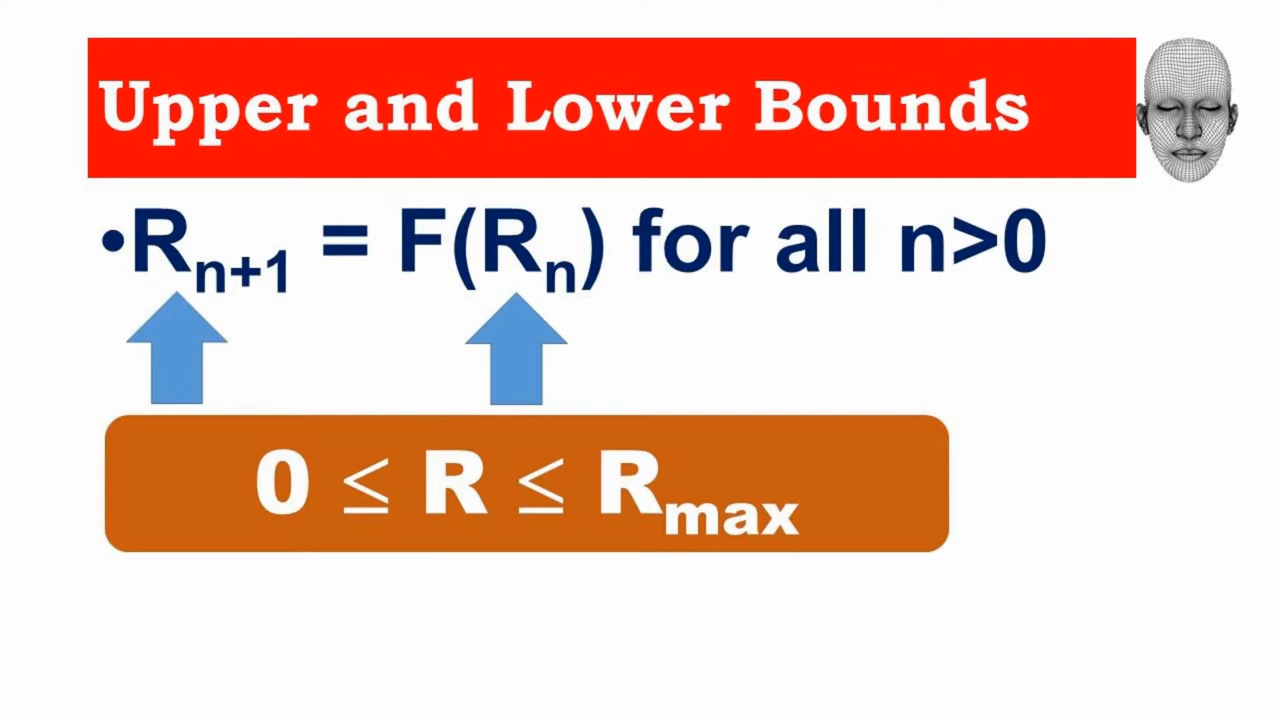 Upper and Lower Bounds
•Rₙ₊₁ = F(Rₙ) for all n>0
0 ≤ R ≤ Rₘₐₓ